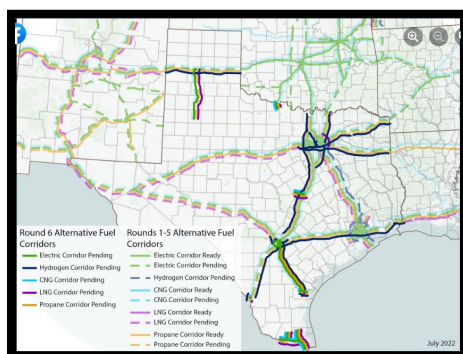 Round 6 Alternative Fuel
Corridors
Electric Corridor Pending
Hydrogen Corridor Pending
CNG Corridor Pending
LNG Corridor Pending
Propane Corridor Pending
Rounds 1-5 Alternative Fuel
Corridors
Electric Corridor Ready
Electric Corridor Pending
Hydrogen Corridor Pending
CNG Corridor Ready
CNG Corridor Pending
LNG Corridor Ready
LNG Corridor Pending
Propane Corridor Ready
Propane Corridor Pending
July 2022